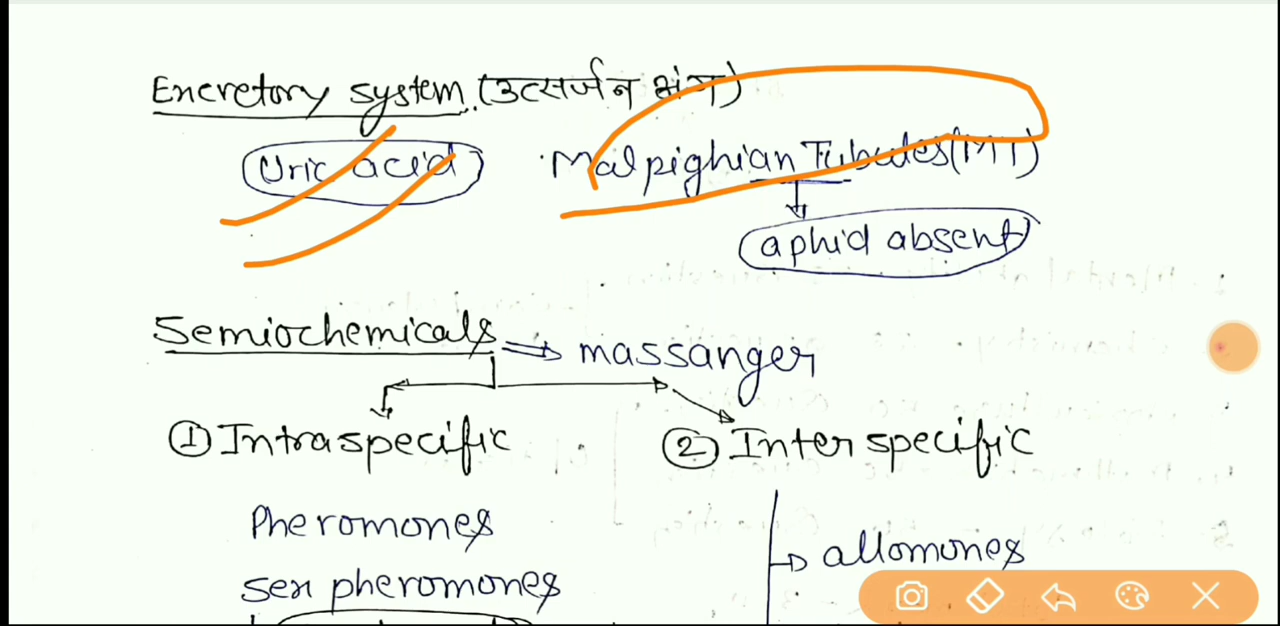 Excretory system (उत्सर्जन अंग)
Uric acid
Malpighian Tubules (MT)
aphid absent
Semiochemicals ⇒ massanger
① Intraspecific
② Inter specific
Pheromones
allomones
sex pheromones